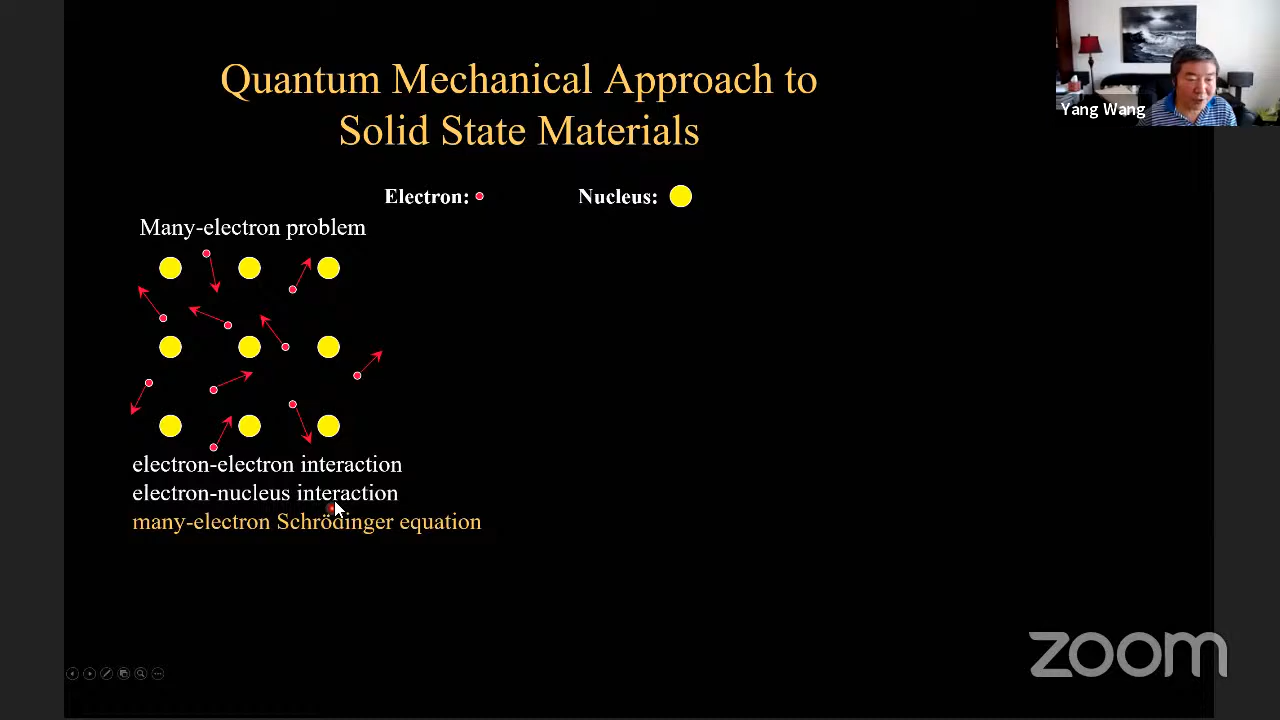 Quantum Mechanical Approach to
Solid State Materials
Yang Wang
Electron:
Nucleus:
Many-electron problem
electron-electron interaction
electron-nucleus interaction
many-electron Schrödinger equation
zoom